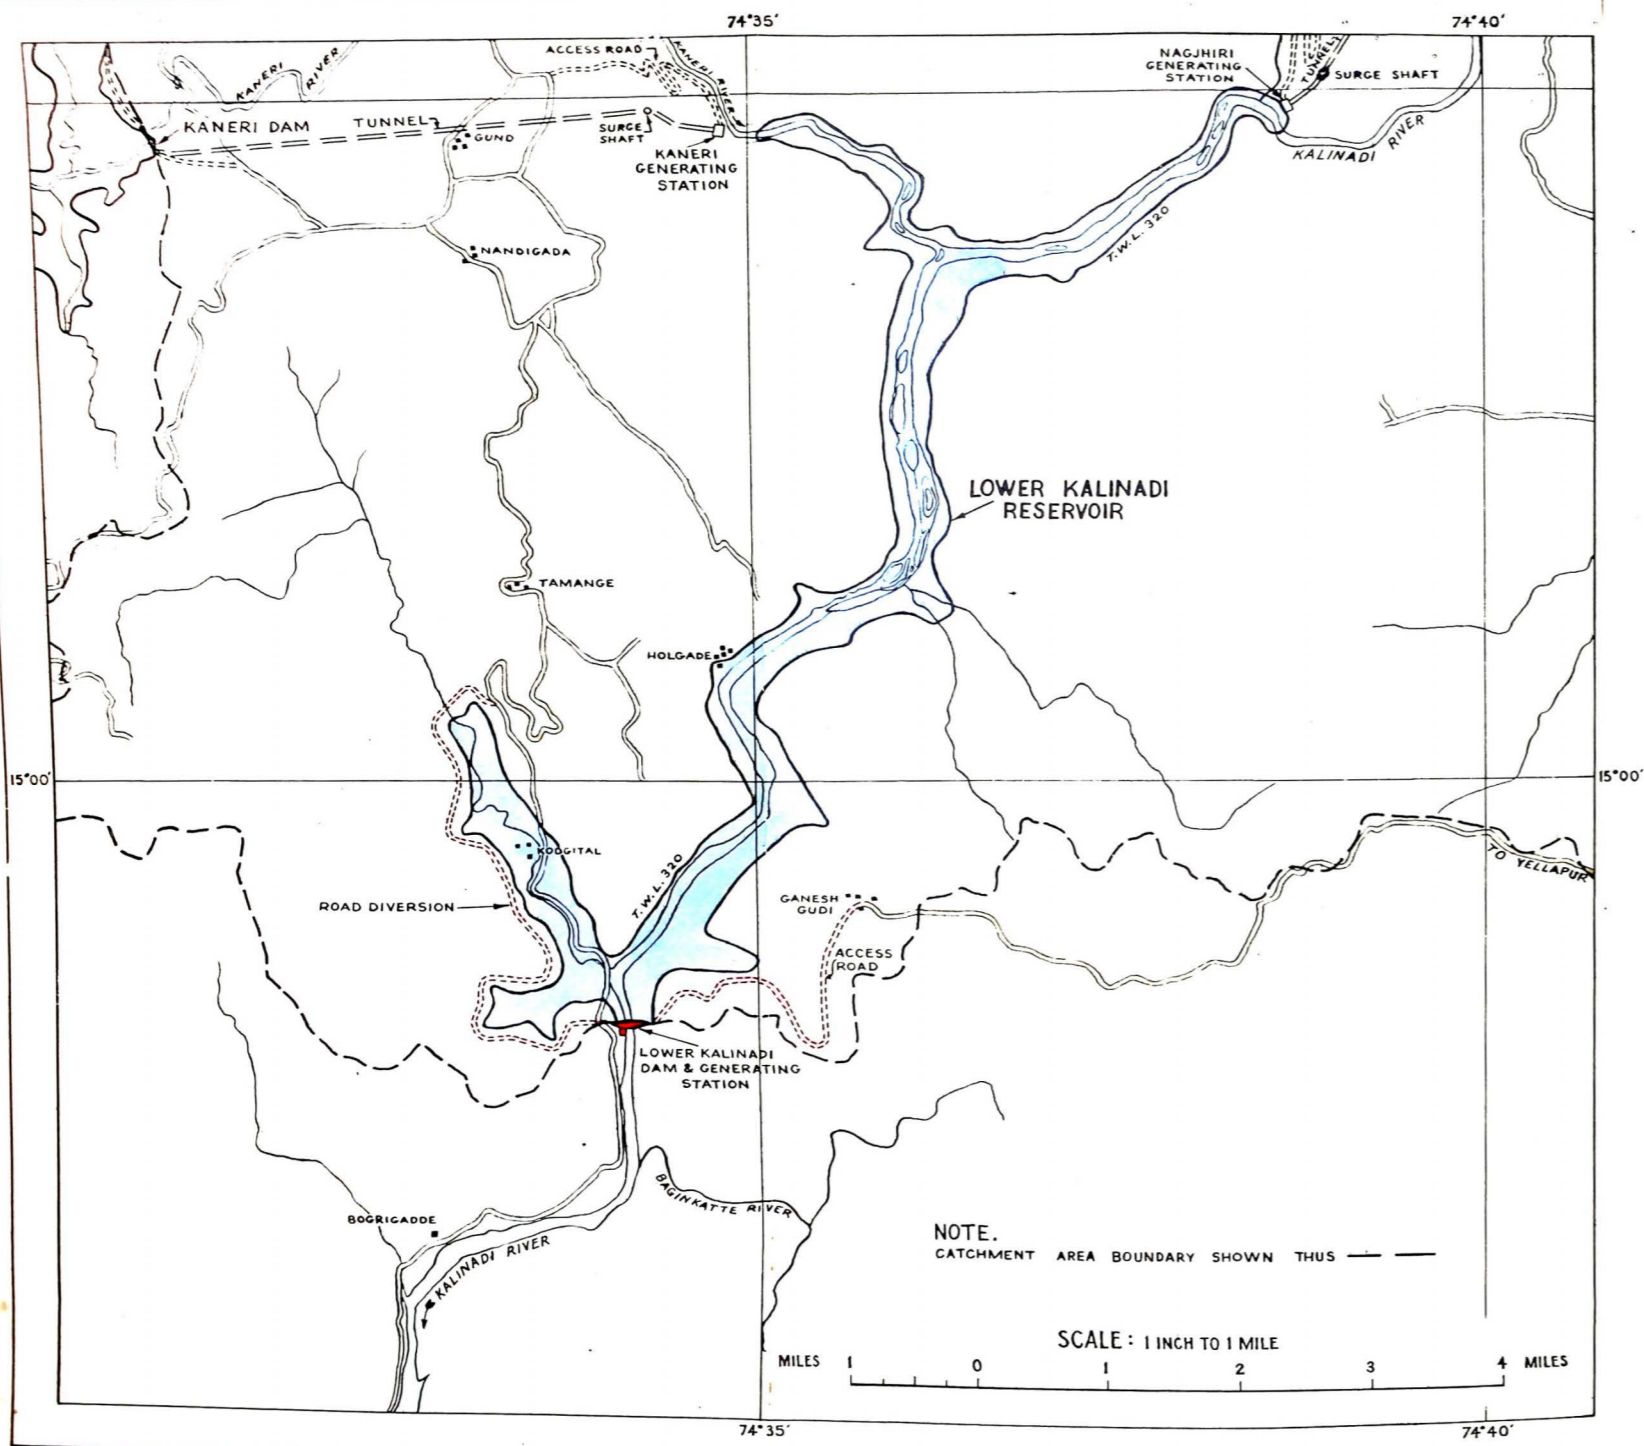 74°35'
74°40'
ACCESS ROAD
KANERI RIVER
KANERI RIVER
NAGJHIRI
GENERATING
STATION
TUNNEL
SURGE SHAFT
KANERI DAM
TUNNEL
GUND
SURGE
SHAFT
KANERI
GENERATING
STATION
KALINADI RIVER
NANDIGADA
T.W.L. 320
LOWER KALINADI
RESERVOIR
TAMANGE
HOLGADE
15°00'
15°00'
KODGITAL
TO YELLAPUR
T.W.L. 320
ROAD DIVERSION
GANESH
GUDI
ACCESS
ROAD
LOWER KALINADI
DAM & GENERATING
STATION
BAGINKATTE RIVER
BOGRIGADDE
KALINADI RIVER
NOTE.
CATCHMENT AREA BOUNDARY SHOWN THUS
SCALE: 1 INCH TO 1 MILE
MILES 1 0 1 2 3 4 MILES
74°35'
74°40'